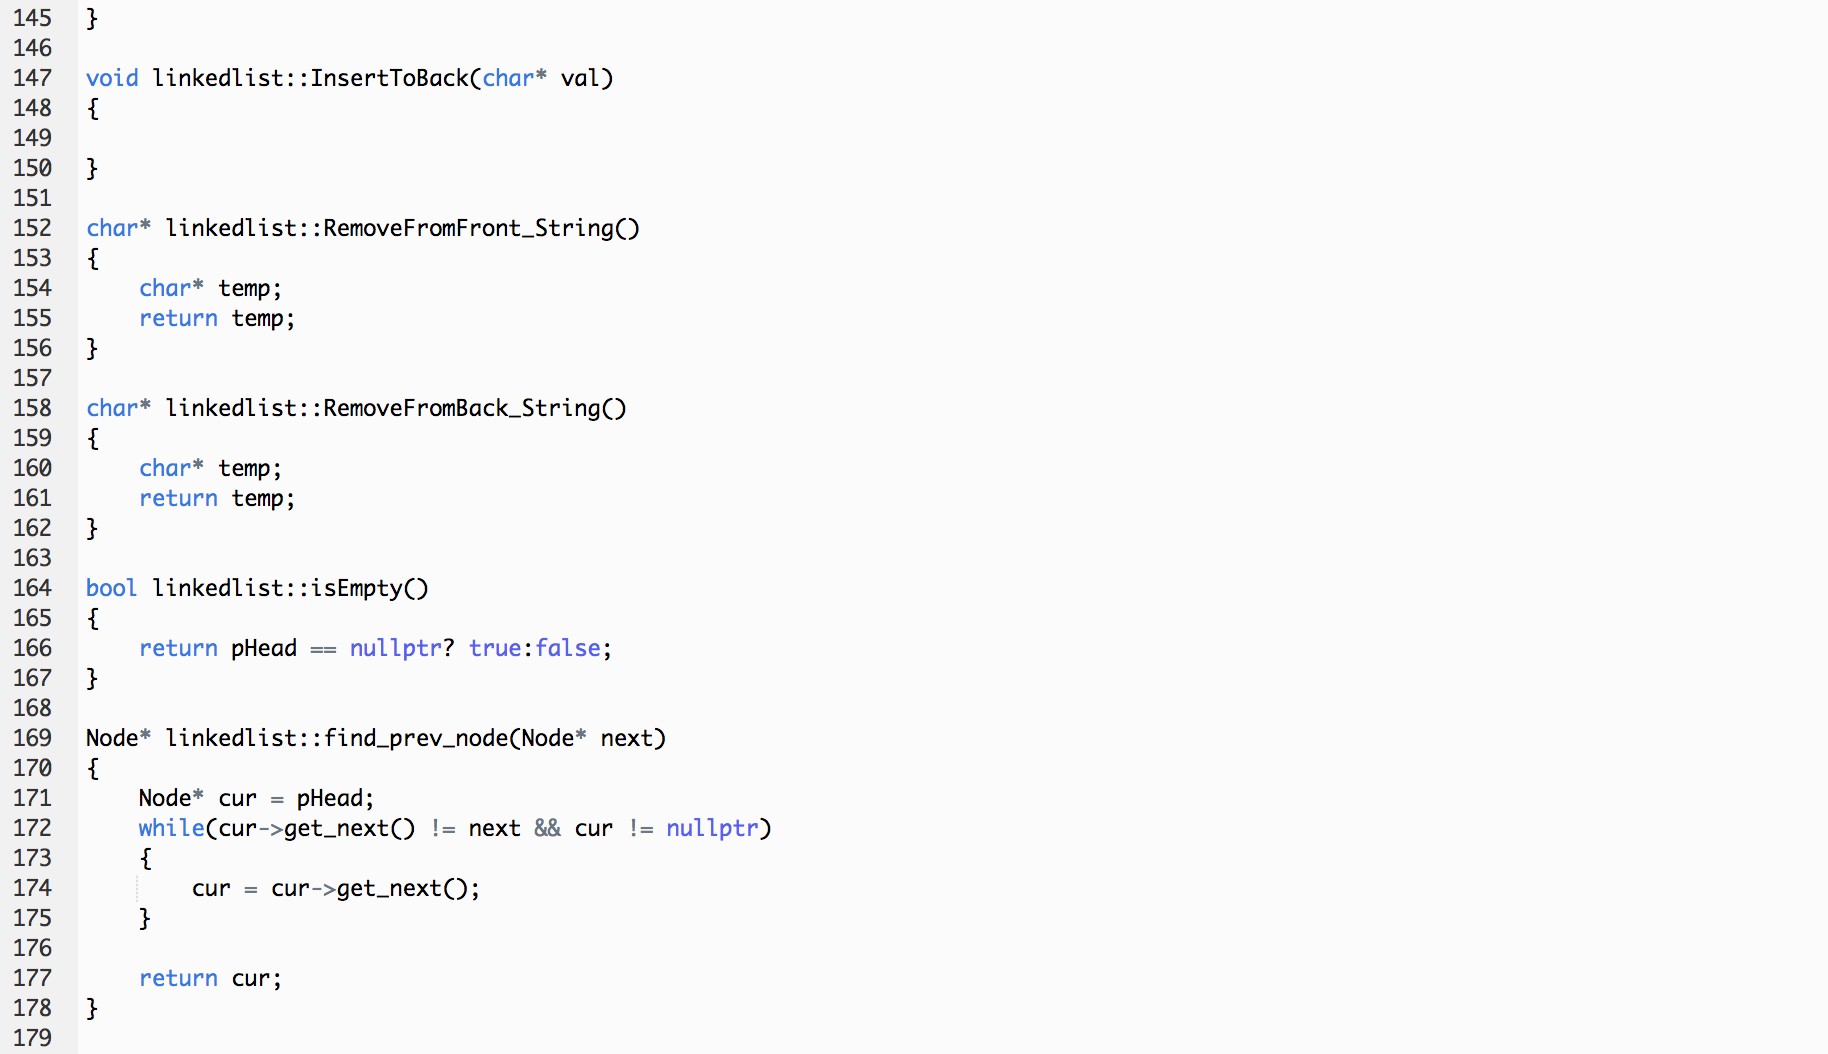 145 }
146
147 void linkedlist::InsertToBack(char* val)
148 {
149
150 }
151
152 char* linkedlist::RemoveFromFront_String()
153 {
154     char* temp;
155     return temp;
156 }
157
158 char* linkedlist::RemoveFromBack_String()
159 {
160     char* temp;
161     return temp;
162 }
163
164 bool linkedlist::isEmpty()
165 {
166     return pHead == nullptr? true:false;
167 }
168
169 Node* linkedlist::find_prev_node(Node* next)
170 {
171     Node* cur = pHead;
172     while(cur->get_next() != next && cur != nullptr)
173     {
174         cur = cur->get_next();
175     }
176
177     return cur;
178 }
179